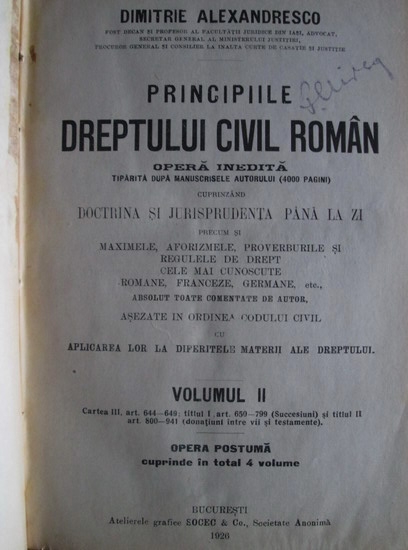 DIMITRIE ALEXANDRESCO
FOST DECAN ȘI PROFESOR AL FACULTĂȚII JURIDICE DIN IAȘI, ADVOCAT,
SECRETAR GENERAL AL MINISTERULUI JUSTIȚIEI,
PROCUROR GENERAL ȘI CONSILIER LA INALTA CURTE DE CASAȚIE ȘI JUSTIȚIE
PRINCIPIILE
DREPTULUI CIVIL ROMÂN
OPERĂ INEDITĂ
TIPĂRITĂ DUPĂ MANUSCRISELE AUTORULUI (4000 PAGINI)
CUPRINZÂND
DOCTRINA ȘI JURISPRUDENȚA PÂNĂ LA ZI
PRECUM ȘI
MAXIMELE, AFORIZMELE, PROVERBURILE ȘI
REGULELE DE DREPT
CELE MAI CUNOSCUTE
ROMANE, FRANCEZE, GERMANE, etc.,
ABSOLUT TOATE COMENTATE DE AUTOR,
AȘEZATE IN ORDINEA CODULUI CIVIL
CU
APLICAREA LOR LA DIFERITELE MATERII ALE DREPTULUI.
VOLUMUL II
Cartea III, art. 644—649; titlul I, art. 650—799 (Succesiuni) și titlul II
art. 800—941 (donațiuni intre vii și testamente).
OPERA POSTUMĂ
cuprinde in total 4 volume
BUCUREȘTI
Atelierele grafice SOCEC & Co., Societate Anonimă
1926